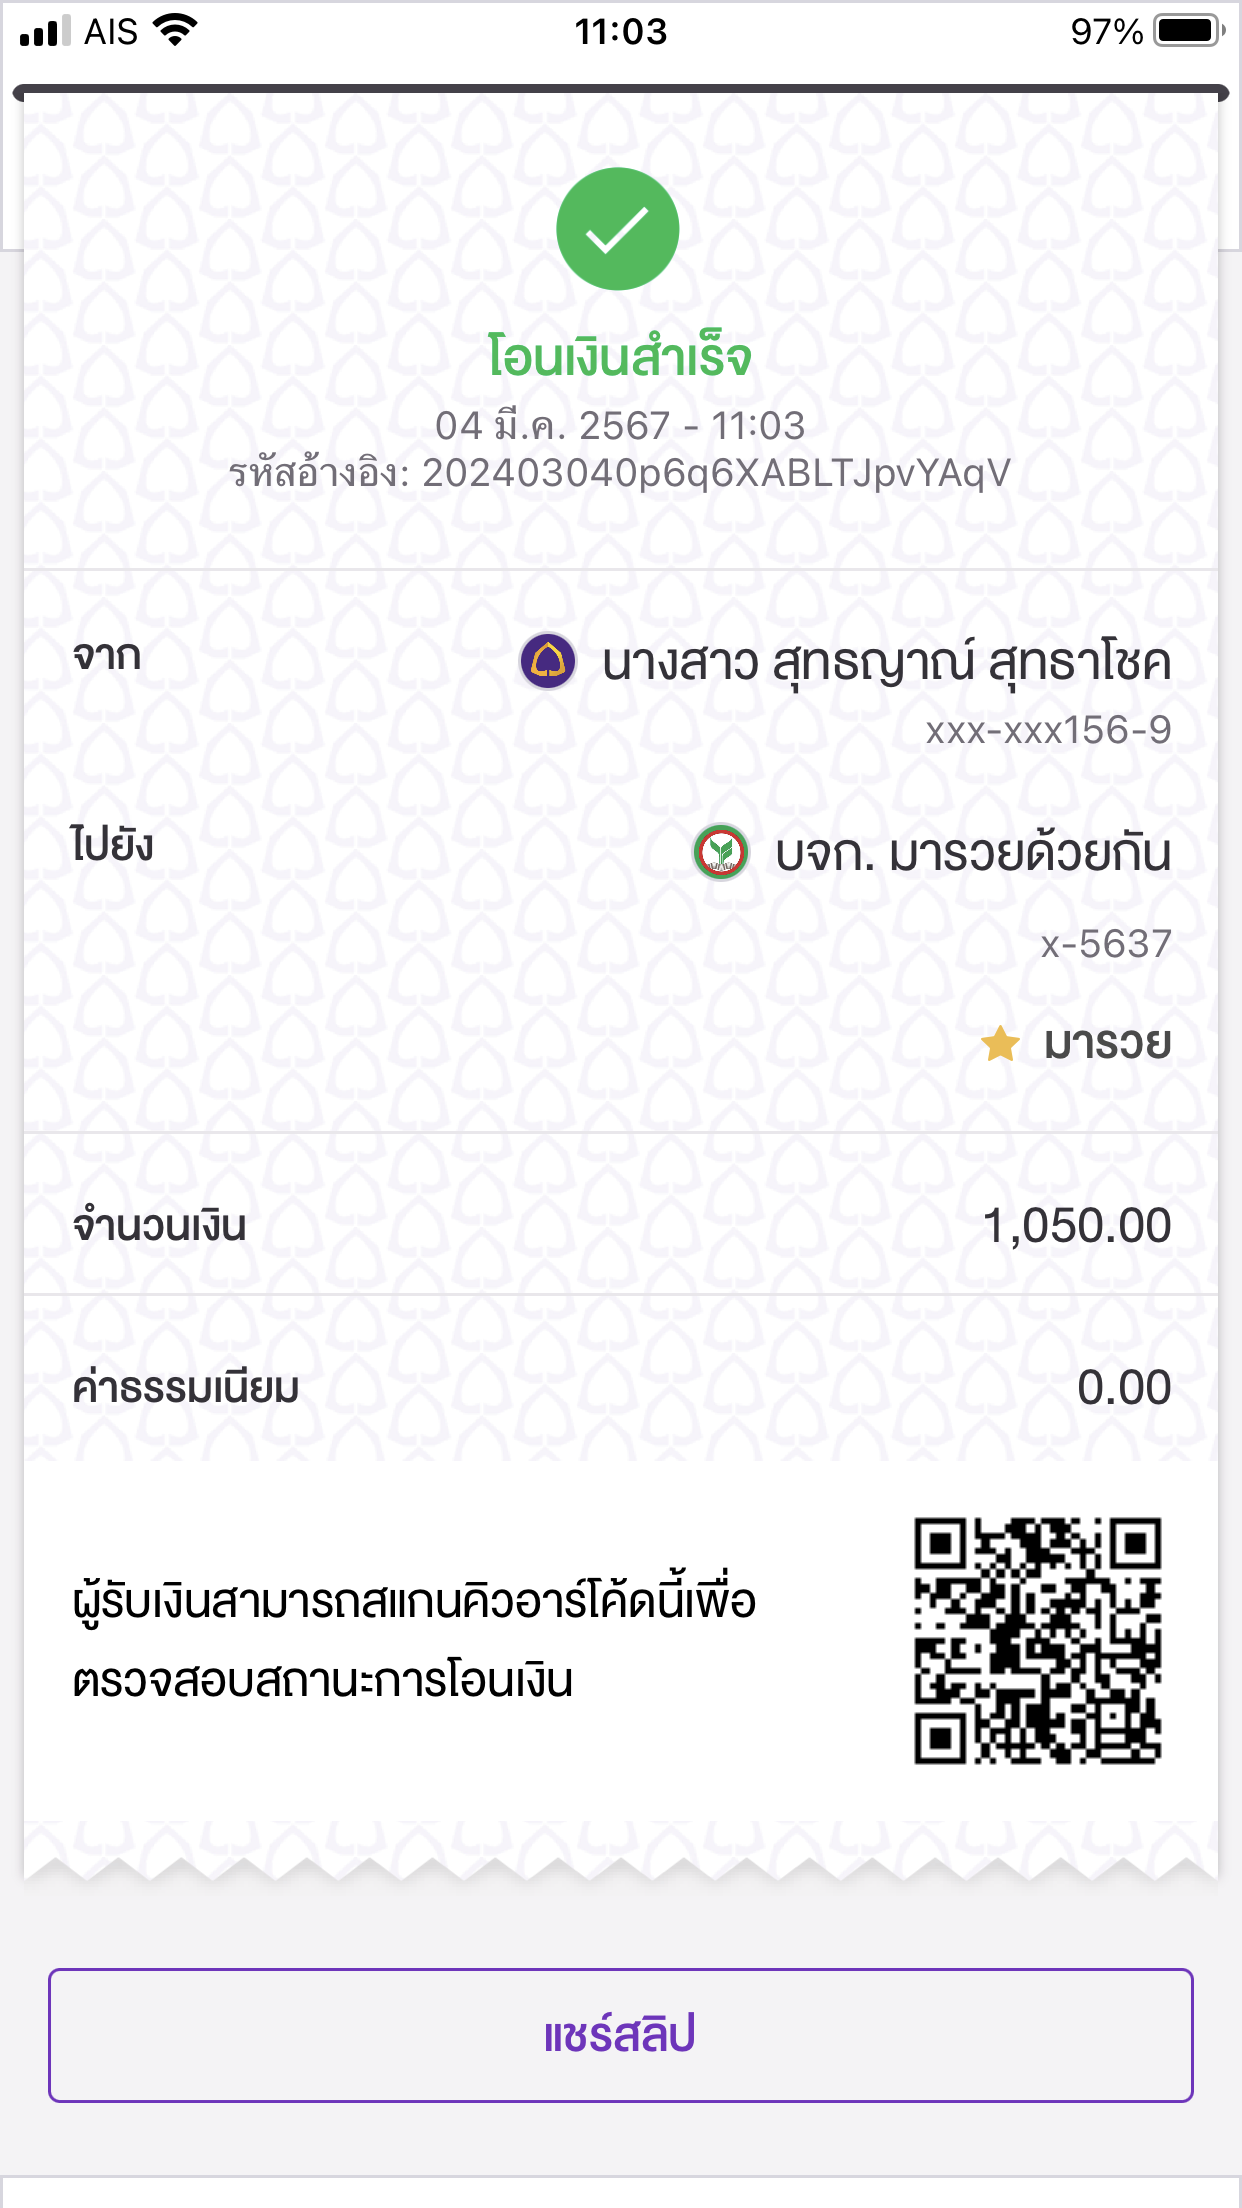 AIS 11:03 97%
โอนเงินสำเร็จ
04 มี.ค. 2567 - 11:03
รหัสอ้างอิง: 202403040p6q6XABLTJpvYAqV
จาก นางสาว สุทธญาณ์ สุทธาโชค
xxx-xxx156-9
ไปยัง บจก. มารวยด้วยกัน
x-5637
มารวย
จำนวนเงิน 1,050.00
ค่าธรรมเนียม 0.00
ผู้รับเงินสามารถสแกนคิวอาร์โค้ดนี้เพื่อ
ตรวจสอบสถานะการโอนเงิน
แชร์สลิป